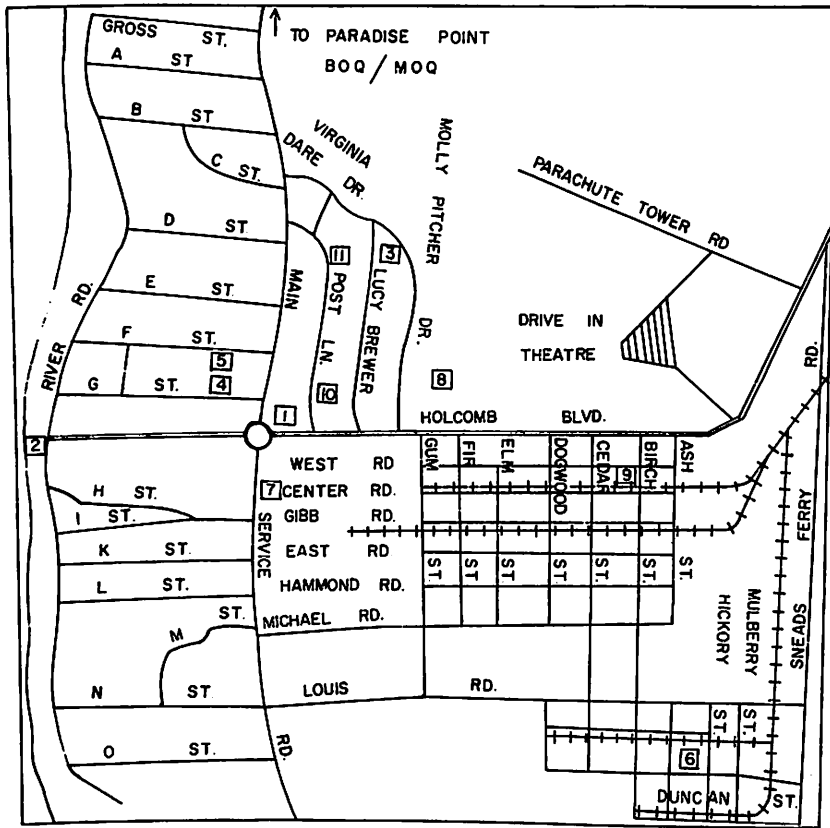 GROSS ST.
TO PARADISE POINT
BOQ / MOQ
A ST
B ST
C ST.
VIRGINIA
DARE DR.
MOLLY PITCHER DR.
PARACHUTE TOWER RD
D ST.
MAIN
11
POST LN.
3
LUCY BREWER
RIVER RD.
E ST.
F ST.
5
DRIVE IN
THEATRE
G ST.
4
10
8
1
HOLCOMB BLVD.
2
WEST RD
GUM ST.
FIR ST
ELM ST
DOGWOOD ST.
CEDAR ST.
BIRCH ST.
ASH ST.
9
H ST.
7
CENTER RD.
I ST.
SERVICE RD.
GIBB RD.
K ST.
EAST RD
L ST.
HAMMOND RD.
SNEADS FERRY RD.
M ST.
MICHAEL RD.
HICKORY ST.
MULBERRY ST.
N ST.
LOUIS RD.
O ST.
6
DUNCAN ST.